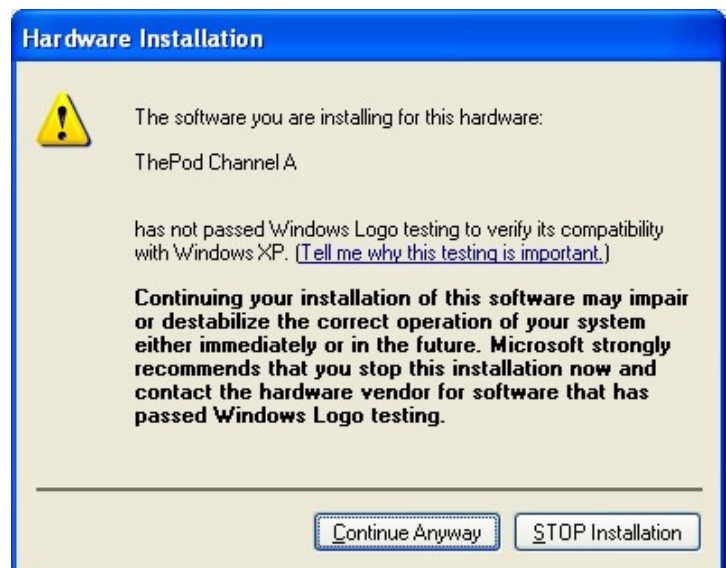 Hardware Installation
The software you are installing for this hardware:
ThePod Channel A
has not passed Windows Logo testing to verify its compatibility
with Windows XP. (Tell me why this testing is important.)
Continuing your installation of this software may impair
or destabilize the correct operation of your system
either immediately or in the future. Microsoft strongly
recommends that you stop this installation now and
contact the hardware vendor for software that has
passed Windows Logo testing.
Continue Anyway
STOP Installation